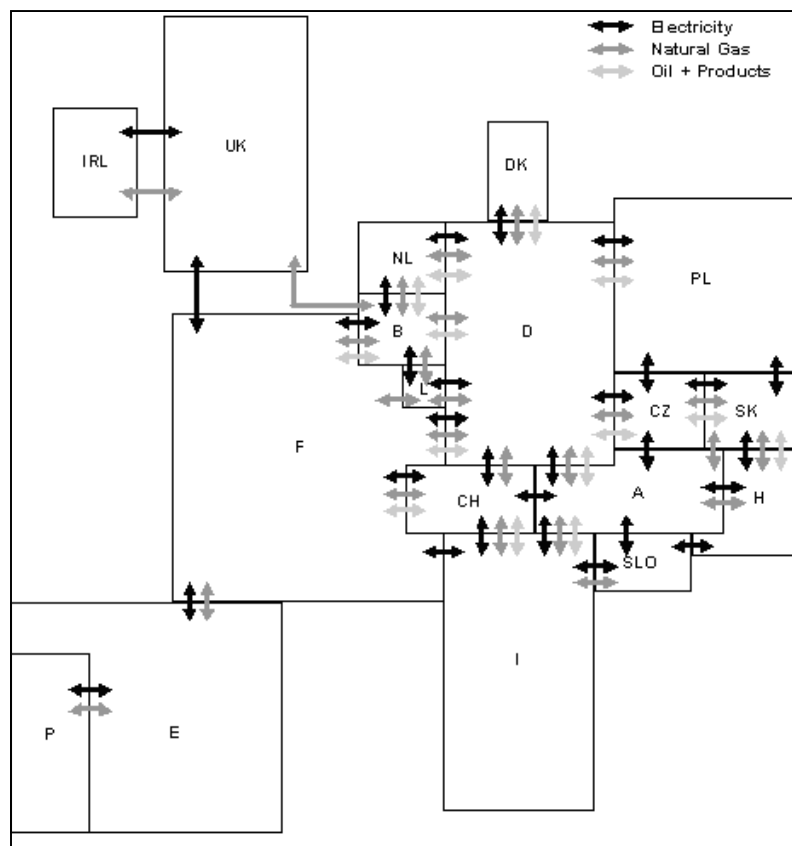 Electricity
Natural Gas
Oil + Products
UK
IRL
DK
NL
PL
B
D
L
CZ
SK
F
CH
A
H
SLO
I
P
E